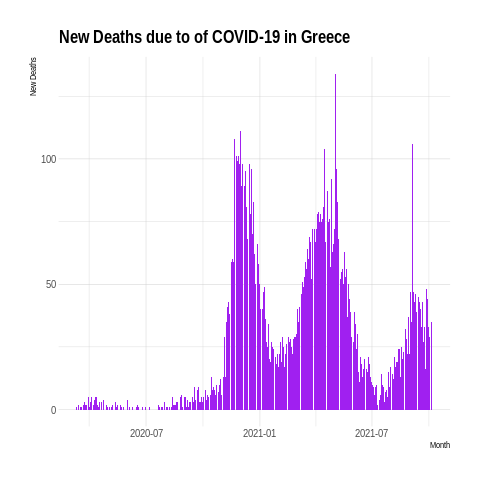 New Deaths due to of COVID-19 in Greece
New Deaths
100
50
0
2020-07 2021-01 2021-07
Month